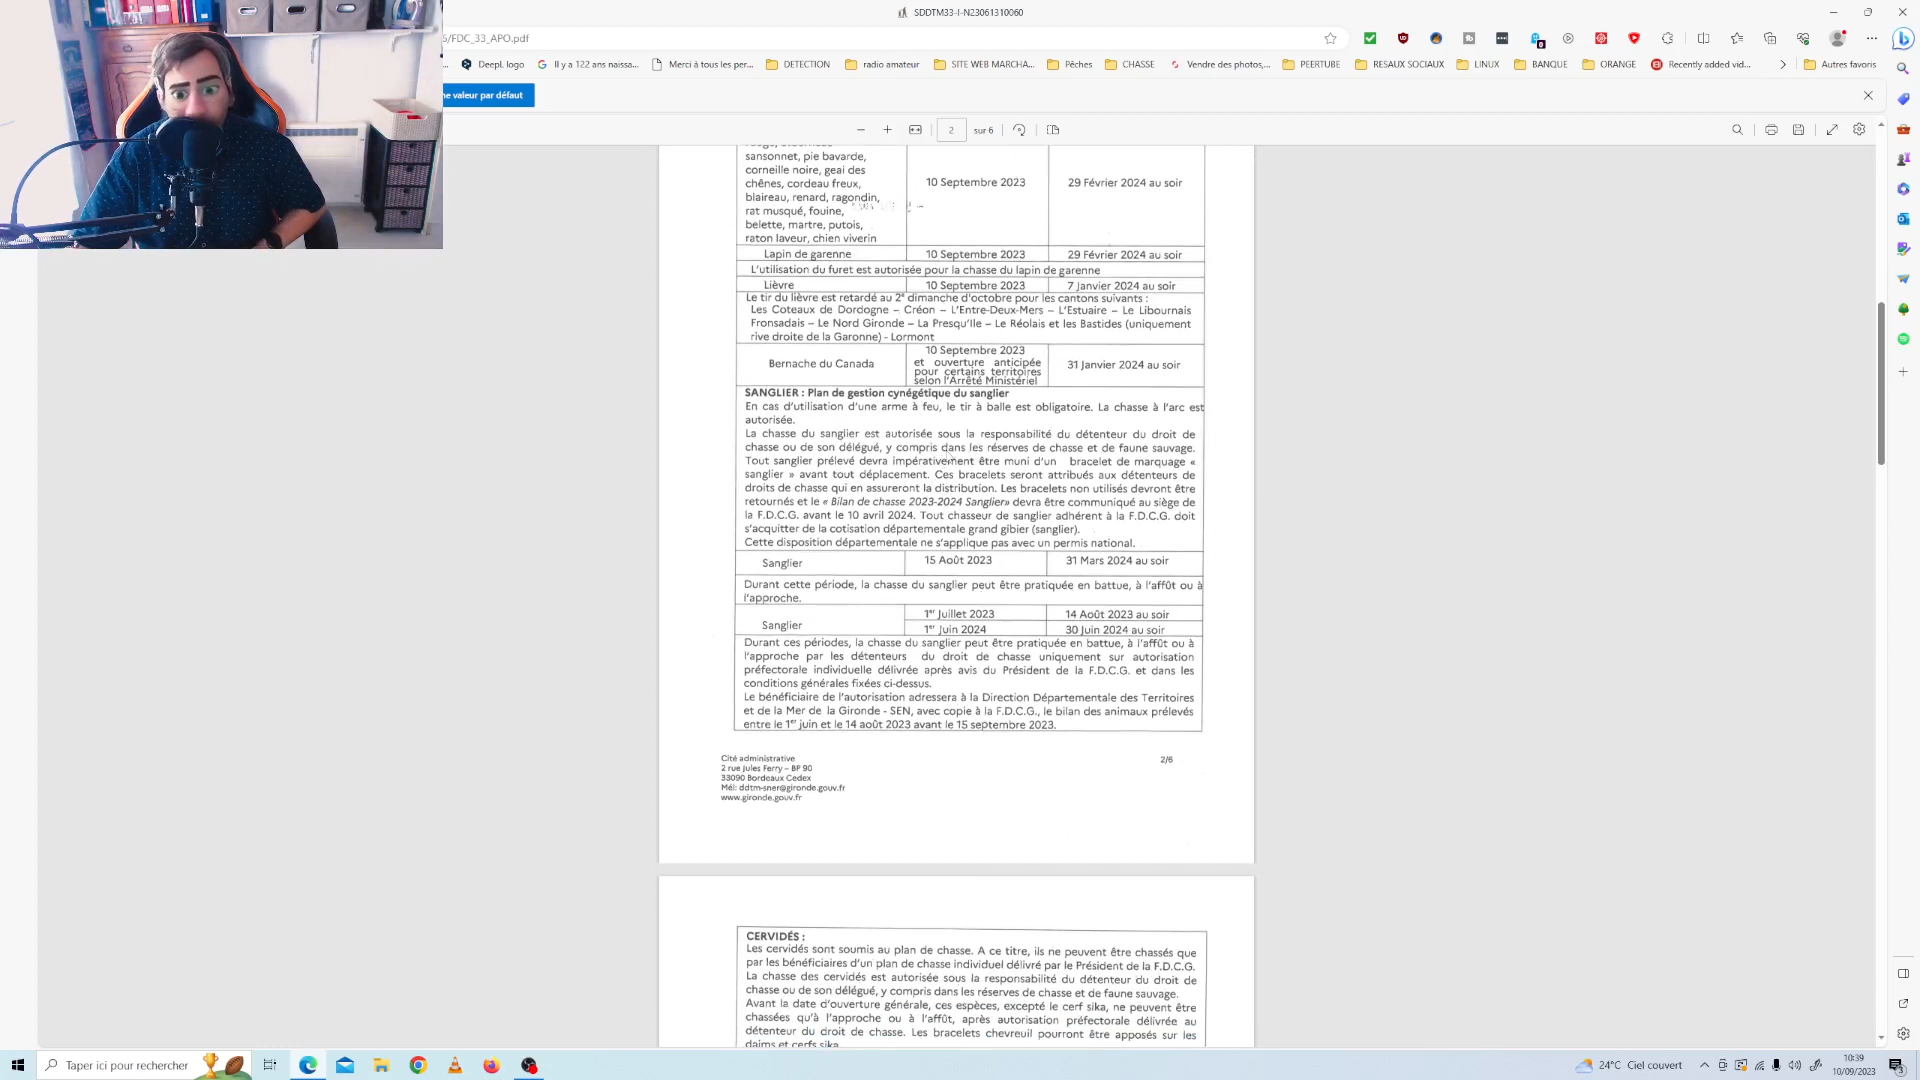 SDDTM33-I-N23061310060
5/FDC_33_APO.pdf
DeepL logo
Il y a 122 ans naissa...
Merci à tous les per...
DETECTION
radio amateur
SITE WEB MARCHA...
Pêches
CHASSE
Vendre des photos,...
PEERTUBE
RESAUX SOCIAUX
LINUX
BANQUE
ORANGE
Recently added vid...
Autres favoris
ne valeur par défaut
2 sur 6
sansonnet, pie bavarde,
corneille noire, geai des
chênes, cordeau freux,
blaireau, renard, ragondin,
rat musqué, fouine,
belette, martre, putois,
raton laveur, chien viverin
10 Septembre 2023
29 Février 2024 au soir
Lapin de garenne
10 Septembre 2023
29 Février 2024 au soir
L'utilisation du furet est autorisée pour la chasse du lapin de garenne
Lièvre
10 Septembre 2023
7 Janvier 2024 au soir
Le tir du lièvre est retardé au 2e dimanche d'octobre pour les cantons suivants :
Les Coteaux de Dordogne – Créon – L'Entre-Deux-Mers – L'Estuaire – Le Libournais
Fronsadais – Le Nord Gironde – La Presqu'Ile – Le Réolais et les Bastides (uniquement
rive droite de la Garonne) - Lormont
Bernache du Canada
10 Septembre 2023
et ouverture anticipée
pour certains territoires
selon l'Arrêté Ministériel
31 Janvier 2024 au soir
SANGLIER : Plan de gestion cynégétique du sanglier
En cas d'utilisation d'une arme à feu, le tir à balle est obligatoire. La chasse à l'arc est
autorisée.
La chasse du sanglier est autorisée sous la responsabilité du détenteur du droit de
chasse ou de son délégué, y compris dans les réserves de chasse et de faune sauvage.
Tout sanglier prélevé devra impérativement être muni d'un bracelet de marquage «
sanglier » avant tout déplacement. Ces bracelets seront attribués aux détenteurs de
droits de chasse qui en assureront la distribution. Les bracelets non utilisés devront être
retournés et le « Bilan de chasse 2023-2024 Sanglier» devra être communiqué au siège de
la F.D.C.G. avant le 10 avril 2024. Tout chasseur de sanglier adhérent à la F.D.C.G. doit
s'acquitter de la cotisation départementale grand gibier (sanglier).
Cette disposition départementale ne s'applique pas avec un permis national.
Sanglier
15 Août 2023
31 Mars 2024 au soir
Durant cette période, la chasse du sanglier peut être pratiquée en battue, à l'affût ou à
l'approche.
Sanglier
1er Juillet 2023
14 Août 2023 au soir
1er Juin 2024
30 Juin 2024 au soir
Durant ces périodes, la chasse du sanglier peut être pratiquée en battue, à l'affût ou à
l'approche par les détenteurs du droit de chasse uniquement sur autorisation
préfectorale individuelle délivrée après avis du Président de la F.D.C.G. et dans les
conditions générales fixées ci-dessus.
Le bénéficiaire de l'autorisation adressera à la Direction Départementale des Territoires
et de la Mer de la Gironde - SEN, avec copie à la F.D.C.G., le bilan des animaux prélevés
entre le 1er juin et le 14 août 2023 avant le 15 septembre 2023.
Cité administrative
2 rue Jules Ferry – BP 90
33090 Bordeaux Cedex
Mél: ddtm-sner@gironde.gouv.fr
www.gironde.gouv.fr
2/6
CERVIDÉS :
Les cervidés sont soumis au plan de chasse. A ce titre, ils ne peuvent être chassés que
par les bénéficiaires d'un plan de chasse individuel délivré par le Président de la F.D.C.G.
La chasse des cervidés est autorisée sous la responsabilité du détenteur du droit de
chasse ou de son délégué, y compris dans les réserves de chasse et de faune sauvage.
Avant la date d'ouverture générale, ces espèces, excepté le cerf sika, ne peuvent être
chassées qu'à l'approche ou à l'affût, après autorisation préfectorale délivrée au
détenteur du droit de chasse. Les bracelets chevreuil pourront être apposés sur les
daims et cerfs sika
Taper ici pour rechercher
24°C Ciel couvert
10:39
10/09/2023